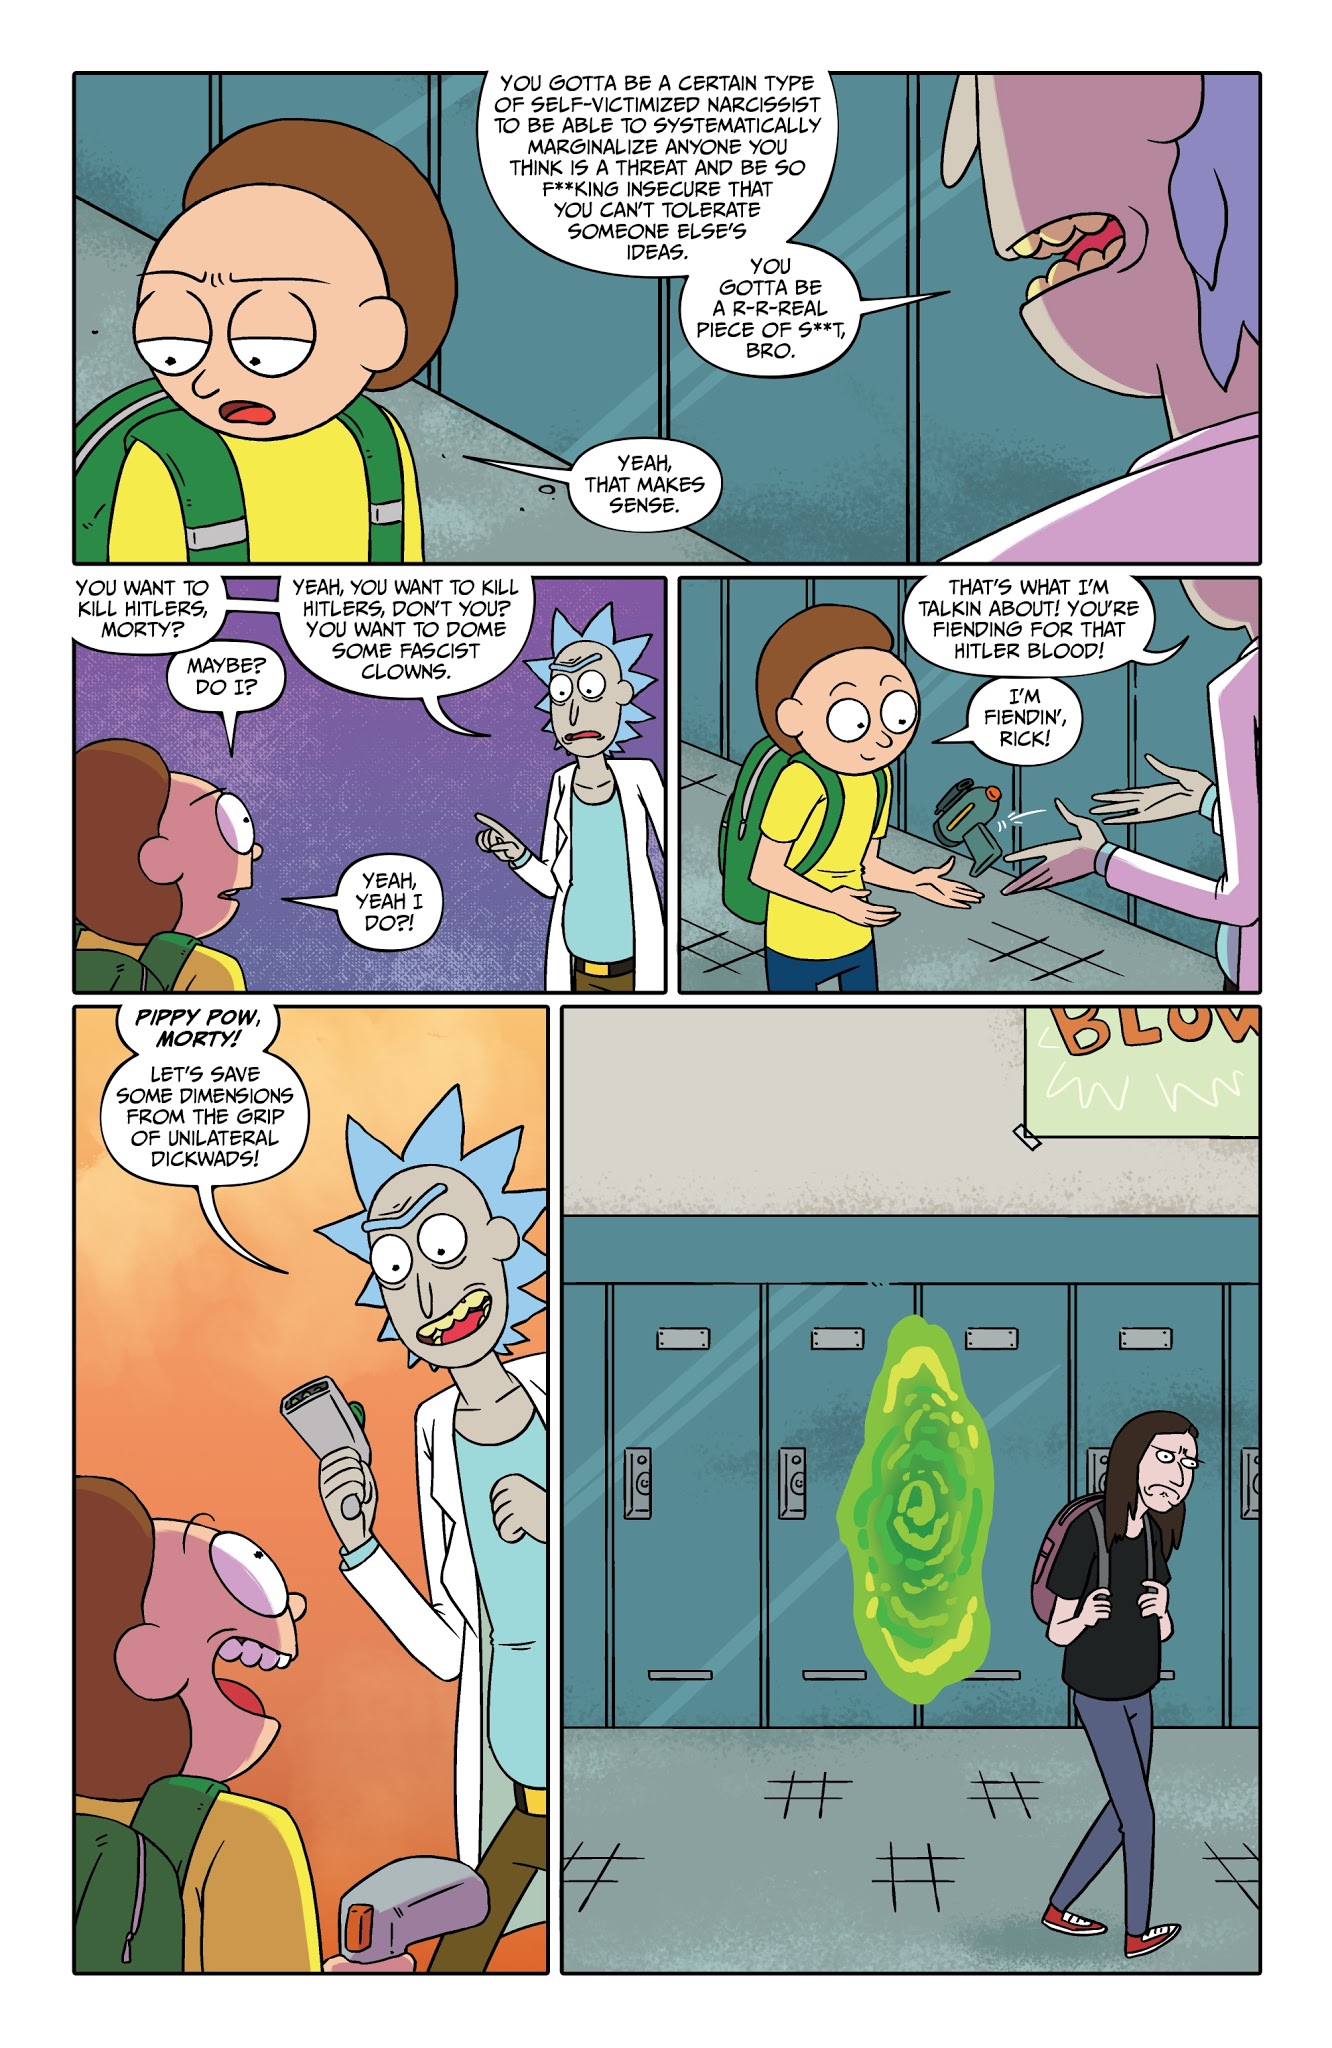 YOU GOTTA BE A CERTAIN TYPE
OF SELF-VICTIMIZED NARCISSIST
TO BE ABLE TO SYSTEMATICALLY
MARGINALIZE ANYONE YOU
THINK IS A THREAT AND BE SO
F**KING INSECURE THAT
YOU CAN'T TOLERATE
SOMEONE ELSE'S
IDEAS.
YOU
GOTTA BE
A R-R-REAL
PIECE OF S**T,
BRO.
YEAH,
THAT MAKES
SENSE.
YOU WANT TO
KILL HITLERS,
MORTY?
MAYBE?
DO I?
YEAH, YOU WANT TO KILL
HITLERS, DON'T YOU?
YOU WANT TO DOME
SOME FASCIST
CLOWNS.
YEAH,
YEAH I
DO?!
THAT'S WHAT I'M
TALKIN ABOUT! YOU'RE
FIENDING FOR THAT
HITLER BLOOD!
I'M
FIENDIN',
RICK!
PIPPY POW,
MORTY!
LET'S SAVE
SOME DIMENSIONS
FROM THE GRIP
OF UNILATERAL
DICKWADS!
BLOW